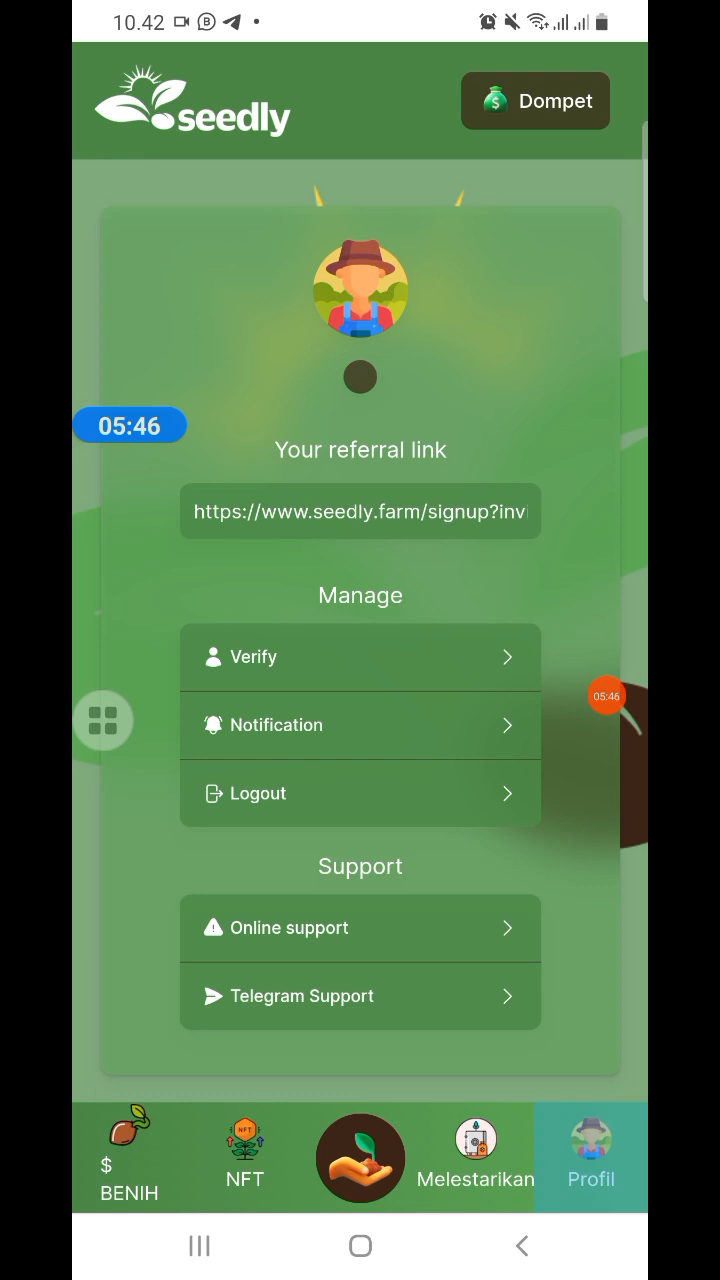 10.42
seedly
Dompet
05:46
Your referral link
https://www.seedly.farm/signup?invi
Manage
Verify
Notification
05:46
Logout
Support
Online support
Telegram Support
$
BENIH
NFT
NFT
Melestarikan
Profil